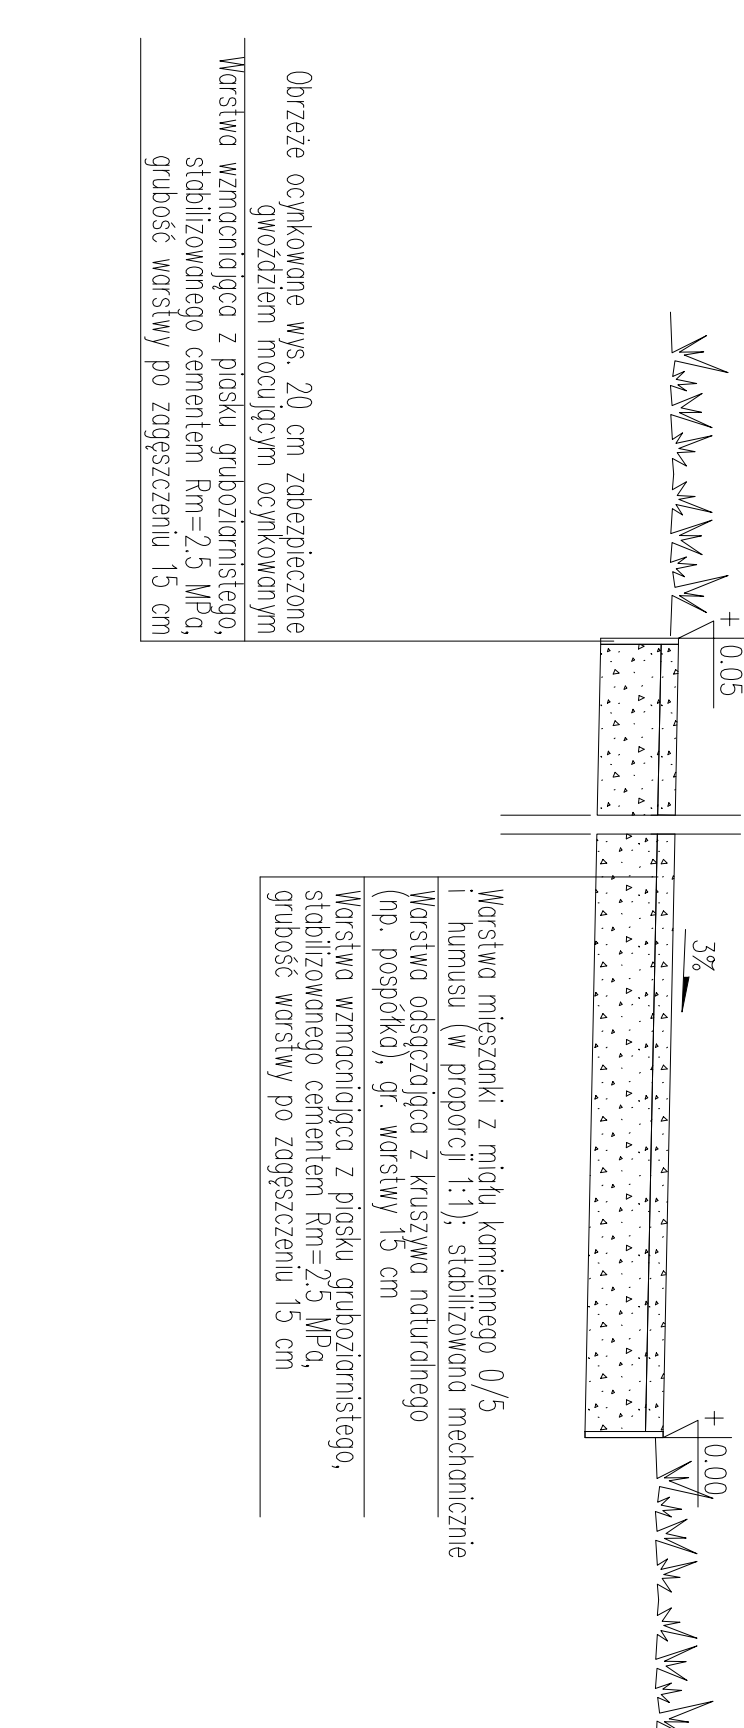 Obrzeże ocynkowane wys. 20 cm zabezpieczone
gwoździem mocującym ocynkowanym
Warstwa wzmacniająca z piasku gruboziarnistego,
stabilizowanego cementem Rm=2.5 MPa,
grubość warstwy po zagęszczeniu 15 cm
+ 0.05
3%
+ 0.00
Warstwa mieszanki z miału kamiennego 0/5
i humusu (w proporcji 1:1); stabilizowana mechanicznie
Warstwa odsączająca z kruszywa naturalnego
(np. pospółka), gr. warstwy 15 cm
Warstwa wzmacniająca z piasku gruboziarnistego,
stabilizowanego cementem Rm=2.5 MPa,
grubość warstwy po zagęszczeniu 15 cm